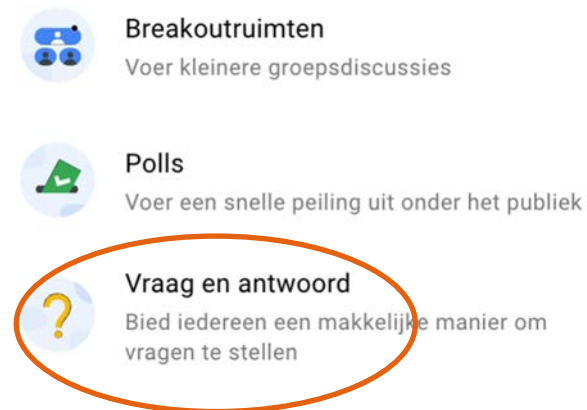 Breakoutruimten
Voer kleinere groepsdiscussies
Polls
Voer een snelle peiling uit onder het publiek
Vraag en antwoord
Bied iedereen een makkelijke manier om
vragen te stellen